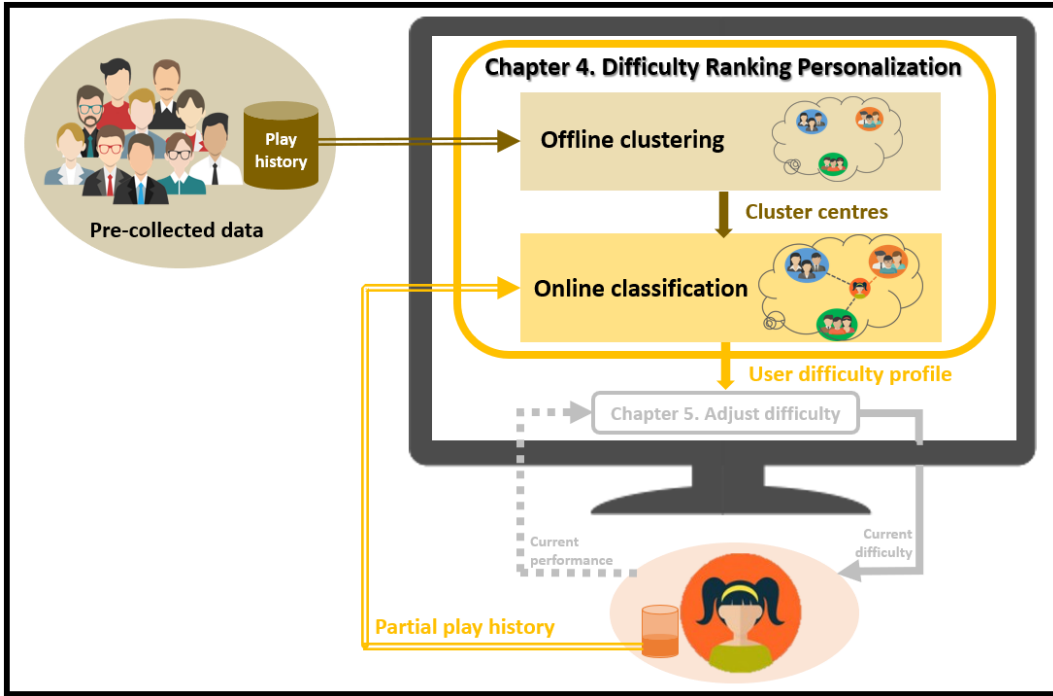 Chapter 4. Difficulty Ranking Personalization
Play
history
Offline clustering
Pre-collected data
Cluster centres
Online classification
User difficulty profile
Chapter 5. Adjust difficulty
Current
performance
Current
difficulty
Partial play history